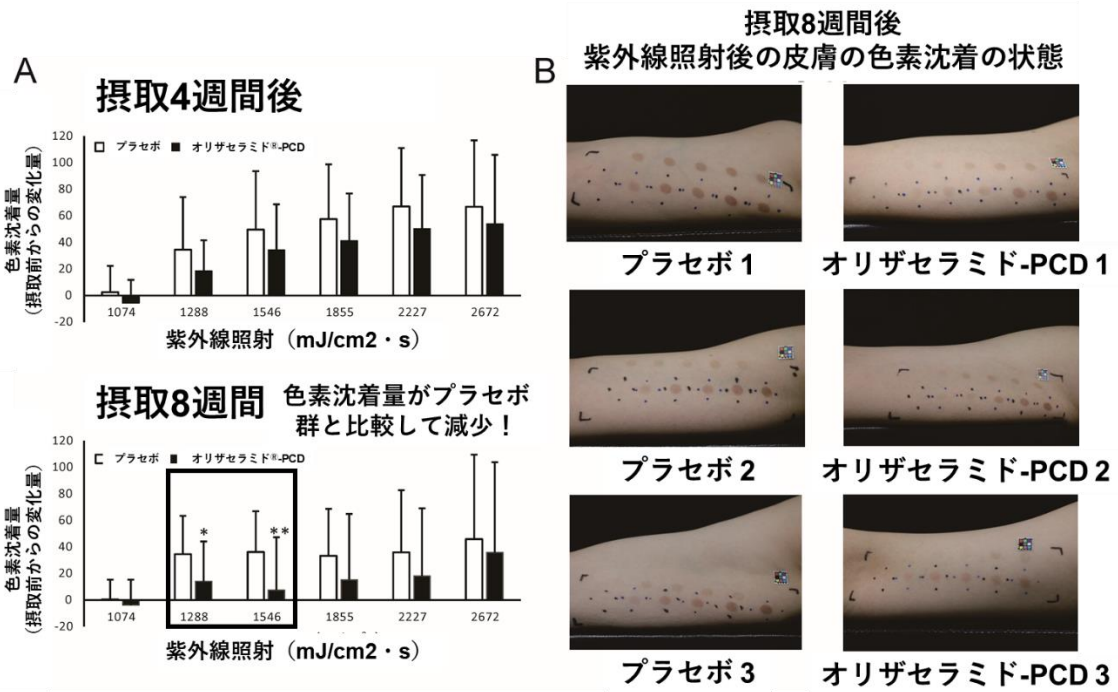 A
摂取4週間後
120
100
80
60
40
20
0
-20
プラセボ オリザセラミド®-PCD
色素沈着量
(摂取前からの変化量)
1074 1288 1546 1855 2227 2672
紫外線照射（mJ/cm2・s）
摂取8週間 色素沈着量がプラセボ
群と比較して減少！
120
100
80
60
40
20
0
-20
プラセボ オリザセラミド®-PCD
色素沈着量
(摂取前からの変化量)
* **
1074 1288 1546 1855 2227 2672
紫外線照射（mJ/cm2・s）
B
摂取8週間後
紫外線照射後の皮膚の色素沈着の状態
プラセボ 1 オリザセラミド-PCD 1
プラセボ 2 オリザセラミド-PCD 2
プラセボ 3 オリザセラミド-PCD 3